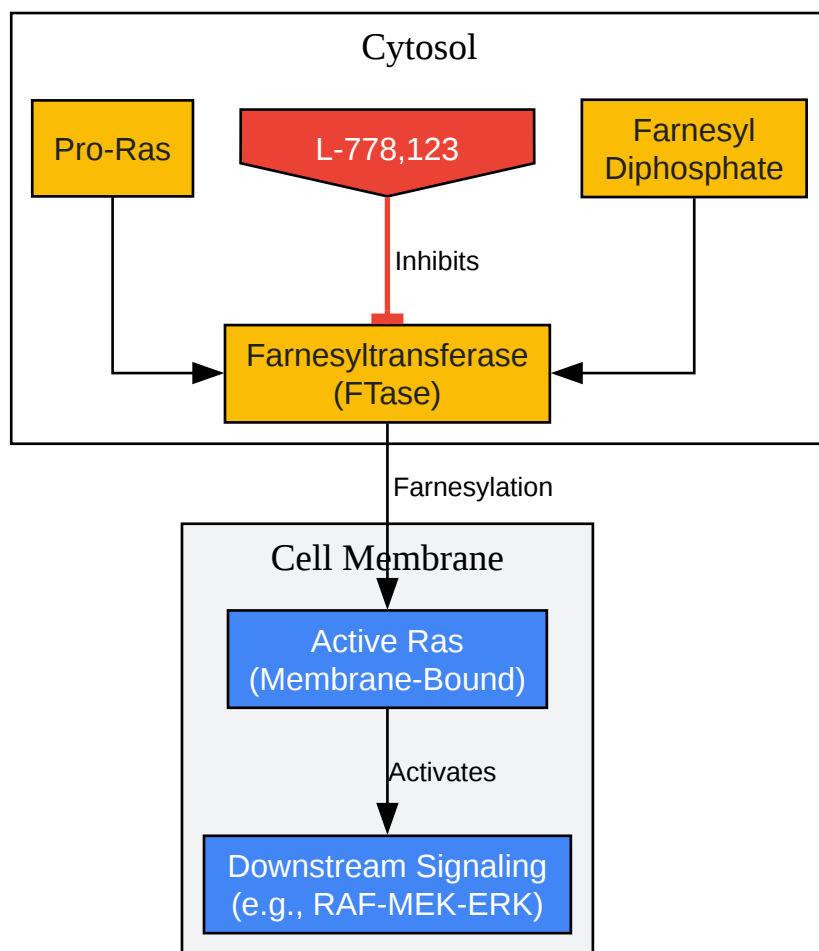 Cytosol
Pro-Ras
L-778,123
Farnesyl
Diphosphate
Inhibits
Farnesyltransferase
(FTase)
Farnesylation
Cell Membrane
Active Ras
(Membrane-Bound)
Activates
Downstream Signaling
(e.g., RAF-MEK-ERK)